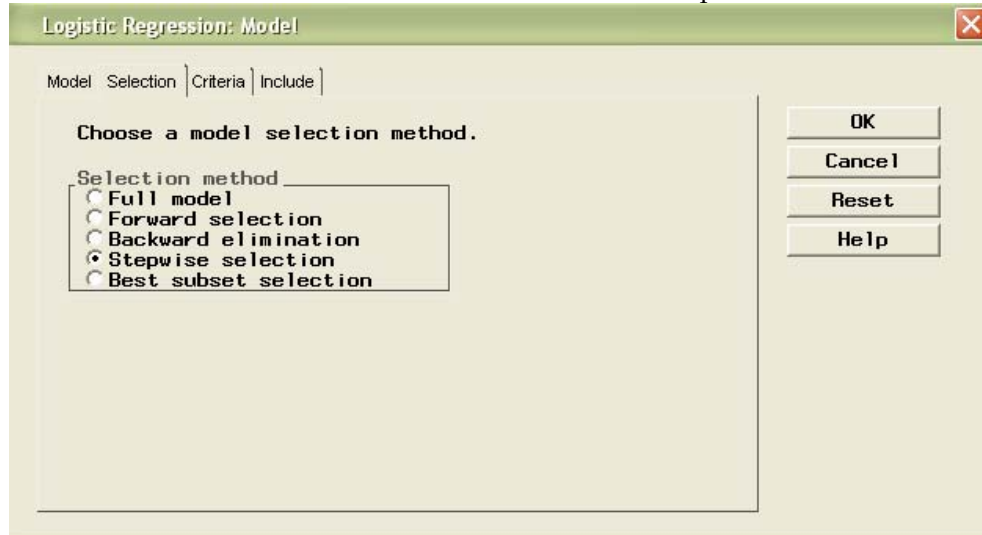 Logistic Regression: Model
Model Selection Criteria Include
Choose a model selection method.
Selection method
Full model
Forward selection
Backward elimination
Stepwise selection
Best subset selection
OK
Cancel
Reset
Help